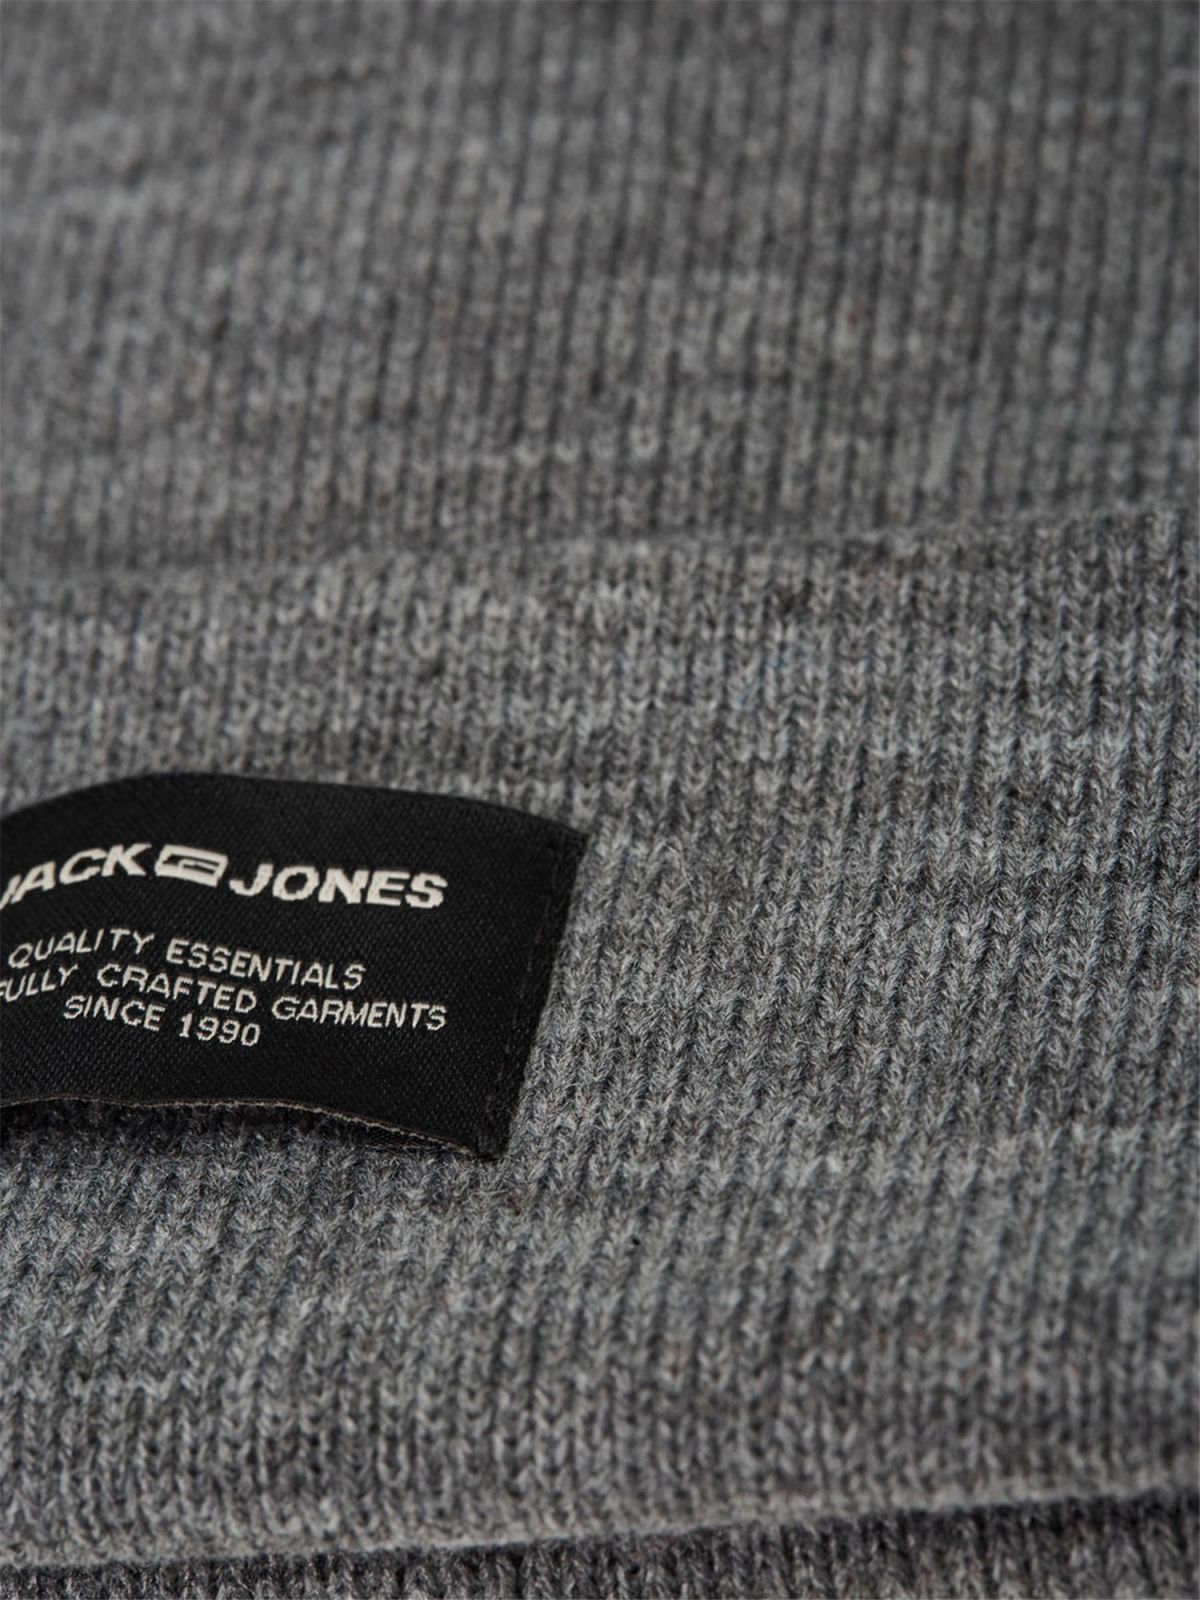 JACK JONES
QUALITY ESSENTIALS
FULLY CRAFTED GARMENTS
SINCE 1990